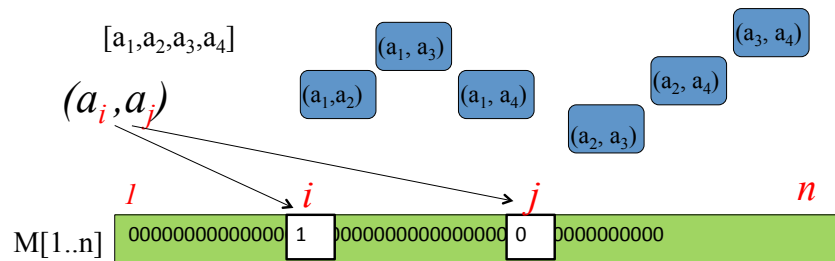 [a₁,a₂,a₃,a₄]
(a₁,a₂)
(a₁, a₃)
(a₁, a₄)
(a₂, a₃)
(a₂, a₄)
(a₃, a₄)
(aᵢ,aⱼ)
1 i j n
M[1..n] 00000000000000 1 0000000000000000 0 0000000000